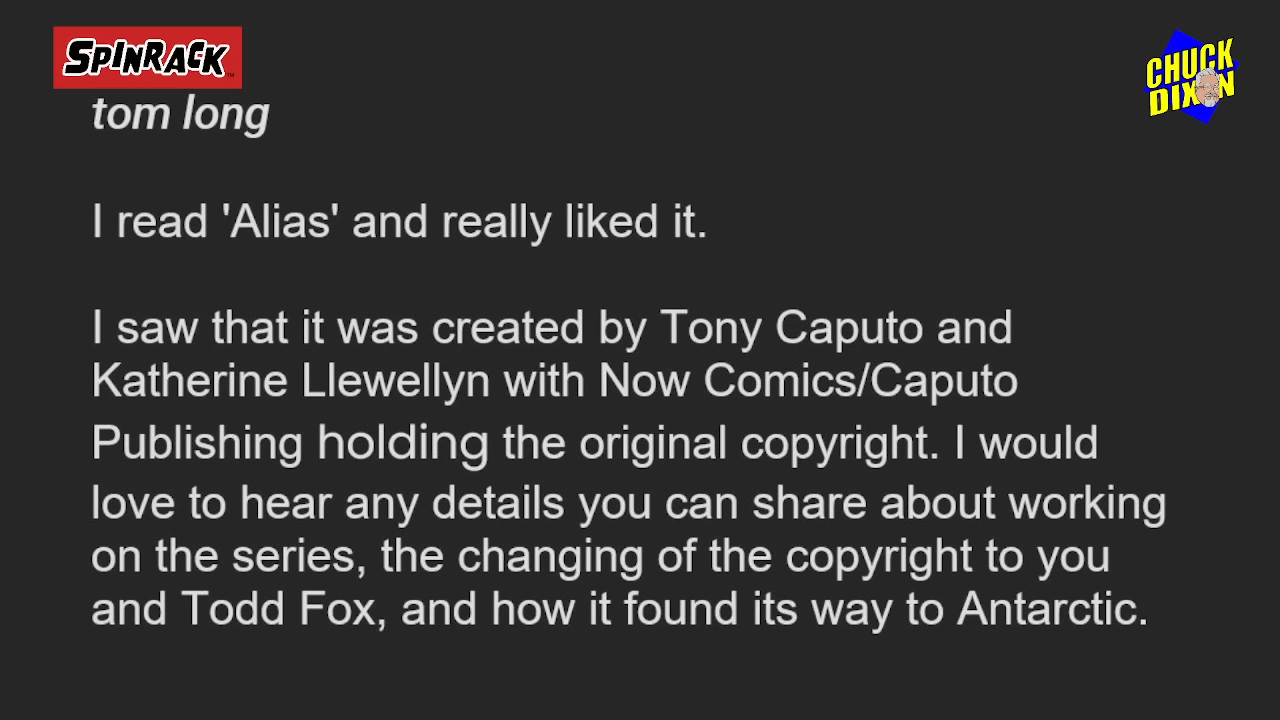 SPINRACK™
CHUCK
DIXON
tom long
I read 'Alias' and really liked it.
I saw that it was created by Tony Caputo and
Katherine Llewellyn with Now Comics/Caputo
Publishing holding the original copyright. I would
love to hear any details you can share about working
on the series, the changing of the copyright to you
and Todd Fox, and how it found its way to Antarctic.